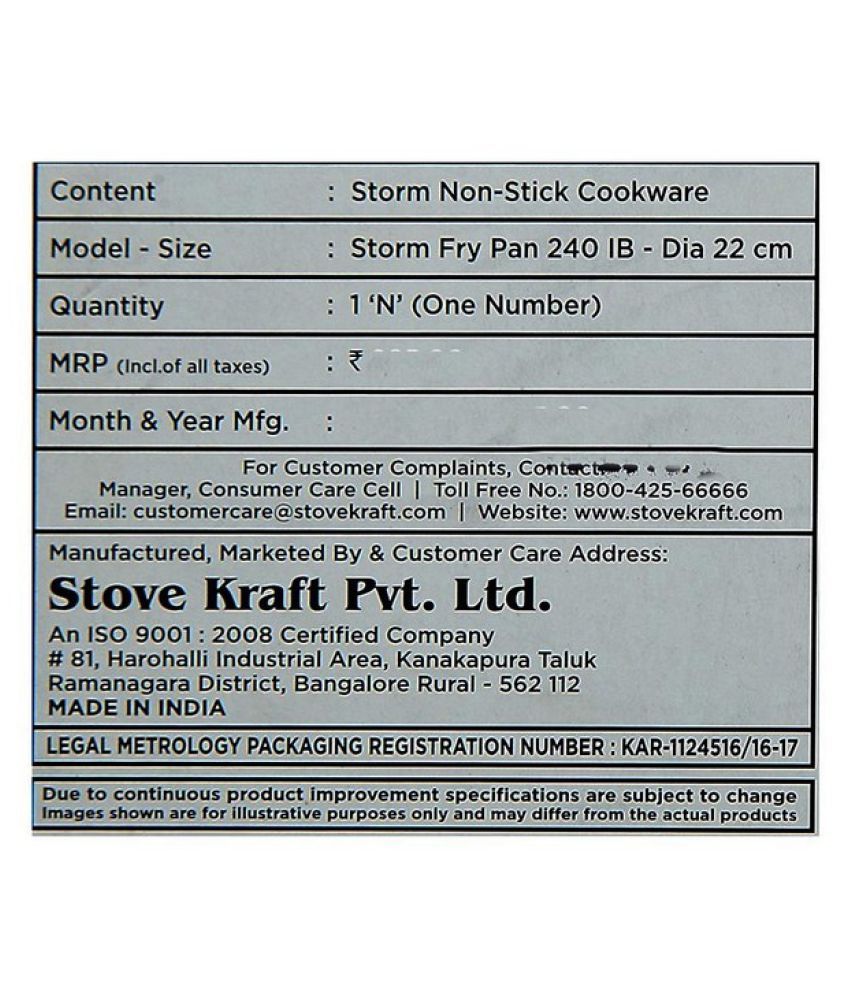 Content : Storm Non-Stick Cookware
Model - Size : Storm Fry Pan 240 IB - Dia 22 cm
Quantity : 1 ‘N’ (One Number)
MRP (Incl.of all taxes) : ₹
Month & Year Mfg. :
For Customer Complaints, Contact
Manager, Consumer Care Cell | Toll Free No.: 1800-425-66666
Email: customercare@stovekraft.com | Website: www.stovekraft.com
Manufactured, Marketed By & Customer Care Address:
Stove Kraft Pvt. Ltd.
An ISO 9001 : 2008 Certified Company
# 81, Harohalli Industrial Area, Kanakapura Taluk
Ramanagara District, Bangalore Rural - 562 112
MADE IN INDIA
LEGAL METROLOGY PACKAGING REGISTRATION NUMBER : KAR-1124516/16-17
Due to continuous product improvement specifications are subject to change
Images shown are for illustrative purposes only and may differ from the actual products